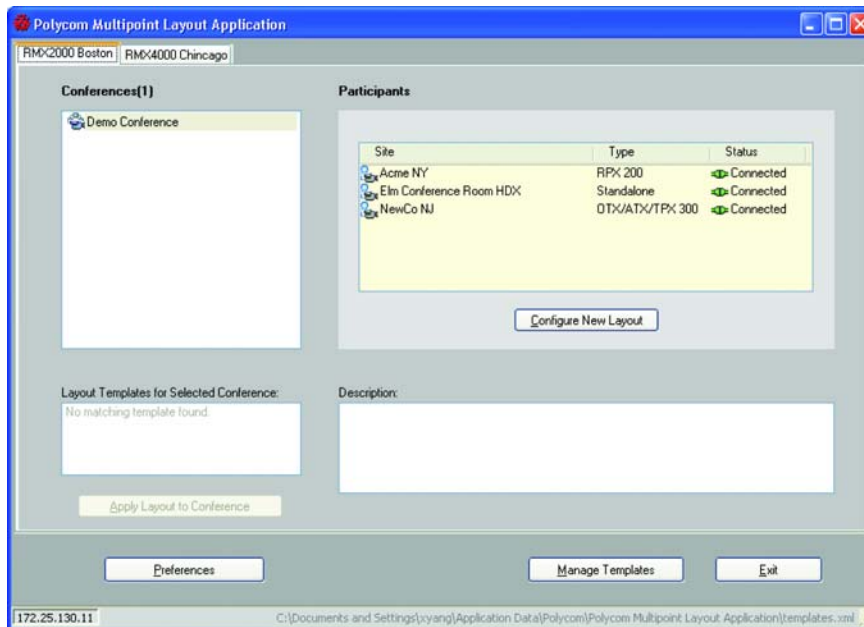 Polycom Multipoint Layout Application
RMX2000 Boston RMX4000 Chincago
Conferences(1) Participants
Demo Conference
Site Type Status
Acme NY RPX 200 Connected
Elm Conference Room HDX Standalone Connected
NewCo NJ OTX/ATX/TPX 300 Connected
Configure New Layout
Layout Templates for Selected Conference: Description:
No matching template found.
Apply Layout to Conference
Preferences Manage Templates Exit
172.25.130.11 C:\Documents and Settings\xyang\Application Data\Polycom\Polycom Multipoint Layout Application\templates.xml